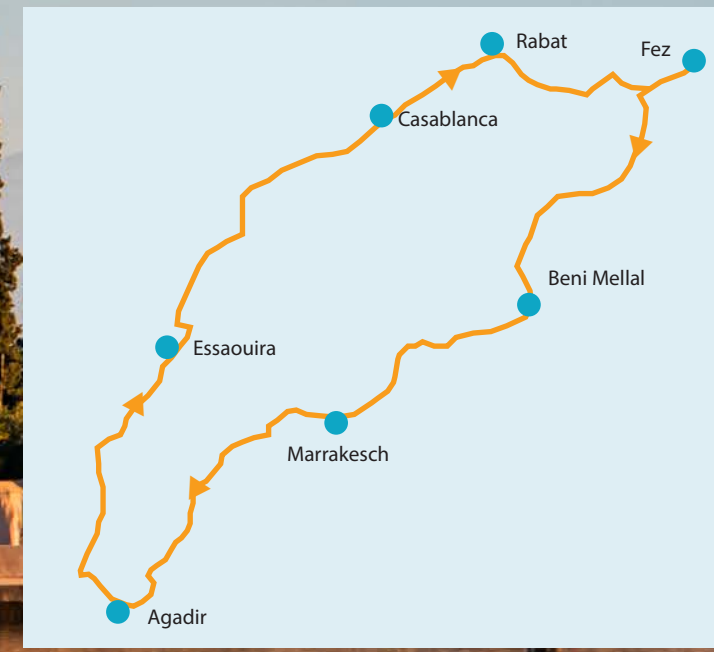 Rabat
Fez
Casablanca
Beni Mellal
Essaouira
Marrakesch
Agadir